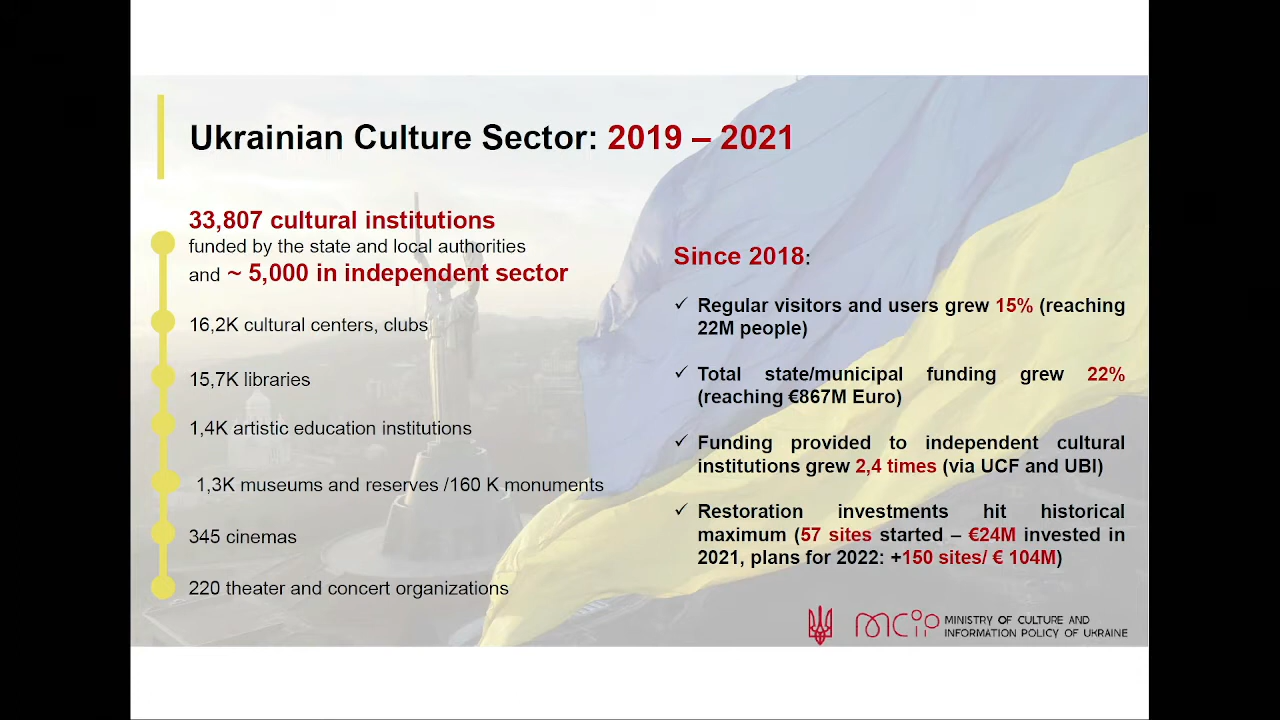 Ukrainian Culture Sector: 2019 – 2021
33,807 cultural institutions
funded by the state and local authorities
and ~ 5,000 in independent sector
16,2K cultural centers, clubs
15,7K libraries
1,4K artistic education institutions
1,3K museums and reserves /160 K monuments
345 cinemas
220 theater and concert organizations
Since 2018:
✓ Regular visitors and users grew 15% (reaching
22M people)
✓ Total state/municipal funding grew 22%
(reaching €867M Euro)
✓ Funding provided to independent cultural
institutions grew 2,4 times (via UCF and UBI)
✓ Restoration investments hit historical
maximum (57 sites started – €24M invested in
2021, plans for 2022: +150 sites/ € 104M)
MCIP
MINISTRY OF CULTURE AND
INFORMATION POLICY OF UKRAINE